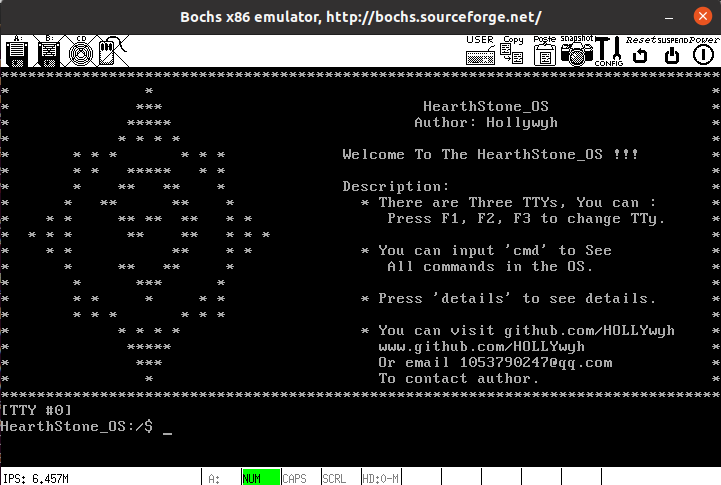 Bochs x86 emulator, http://bochs.sourceforge.net/
A: B: CD USER Copy Paste snapshot CONFIG Reset SUSPEND Power
HearthStone_OS
Author: Hollywyh
Welcome To The HearthStone_OS !!!
Description:
* There are Three TTYs, You can :
Press F1, F2, F3 to change TTy.
* You can input 'cmd' to See
All commands in the OS.
* Press 'details' to see details.
* You can visit github.com/HOLLYwyh
www.github.com/HOLLYwyh
Or email 1053790247@qq.com
To contact author.
[TTY #0]
HearthStone_OS:/$ _
IPS: 6.457M A: NUM CAPS SCRL HD:0-M